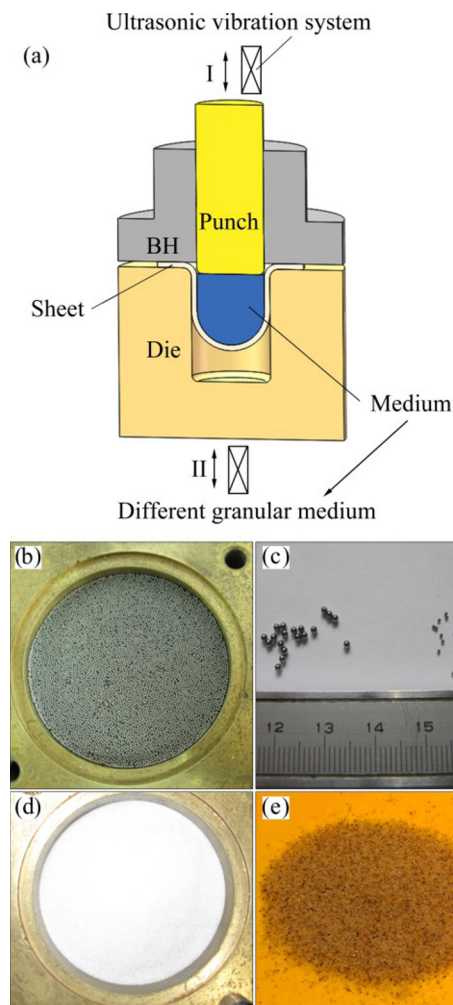 Ultrasonic vibration system
(a)
I
Punch
BH
Sheet
Die
Medium
II
Different granular medium
(b)
(c)
12 13 14 15
(d)
(e)